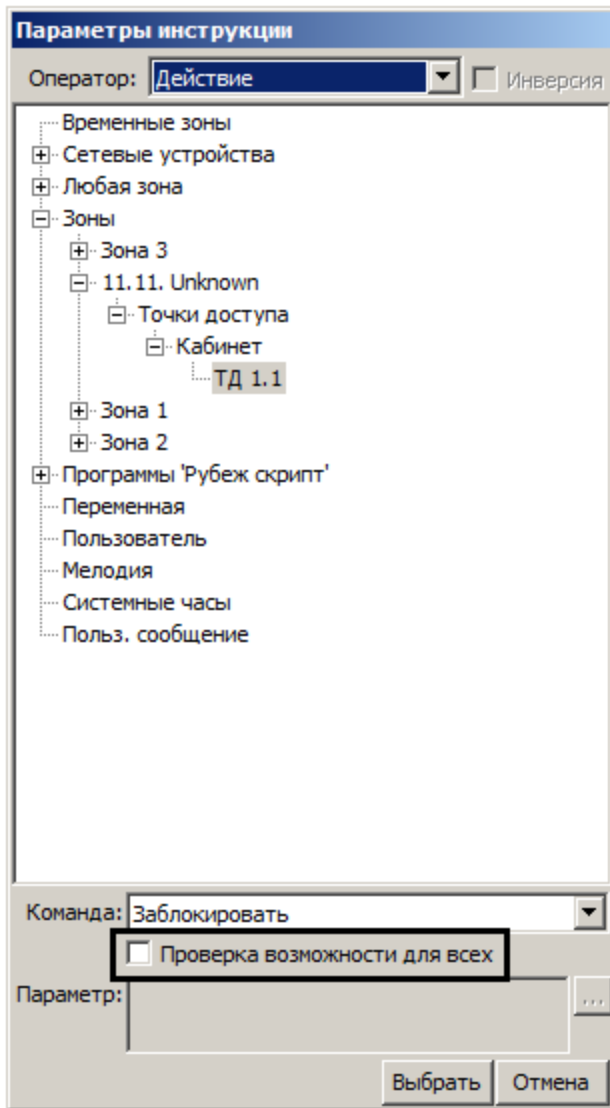 Параметры инструкции
Оператор: Действие Инверсия
Временные зоны
Сетевые устройства
Любая зона
Зоны
Зона 3
11.11. Unknown
Точки доступа
Кабинет
ТД 1.1
Зона 1
Зона 2
Программы 'Рубеж скрипт'
Переменная
Пользователь
Мелодия
Системные часы
Польз. сообщение
Команда: Заблокировать
Проверка возможности для всех
Параметр: ...
Выбрать Отмена